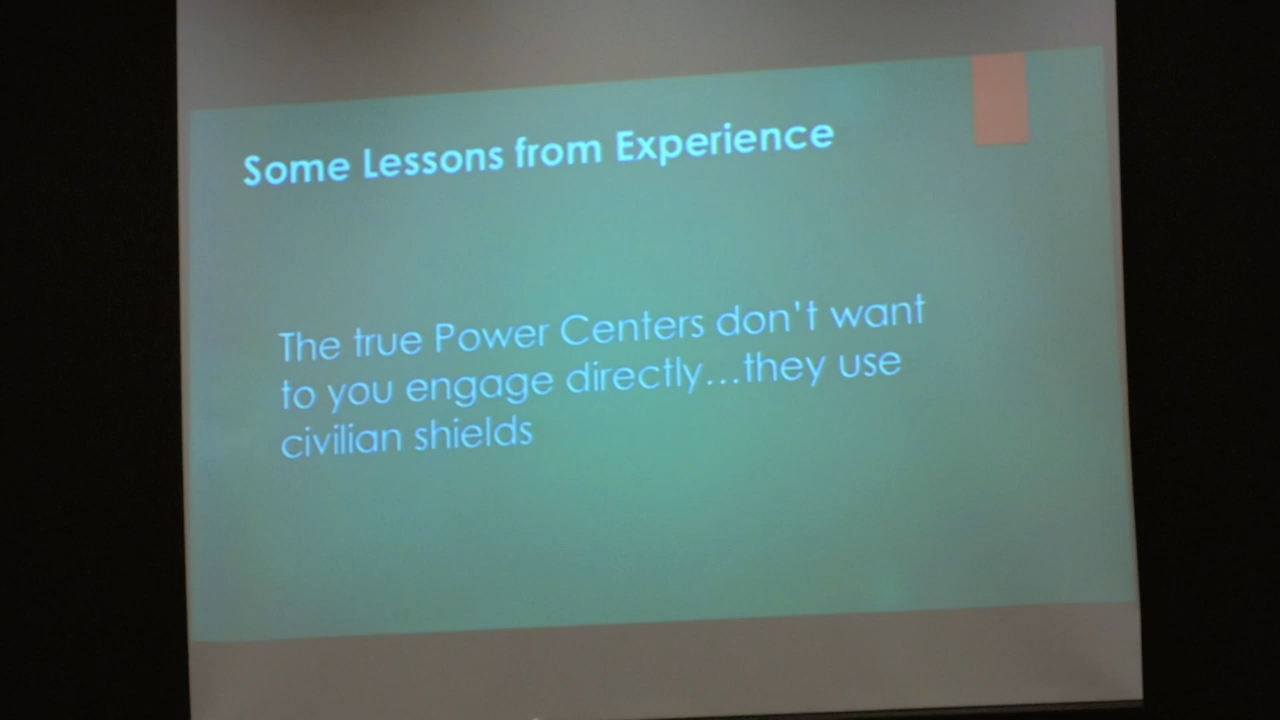 Some Lessons from Experience
The true Power Centers don't want
to you engage directly...they use
civilian shields